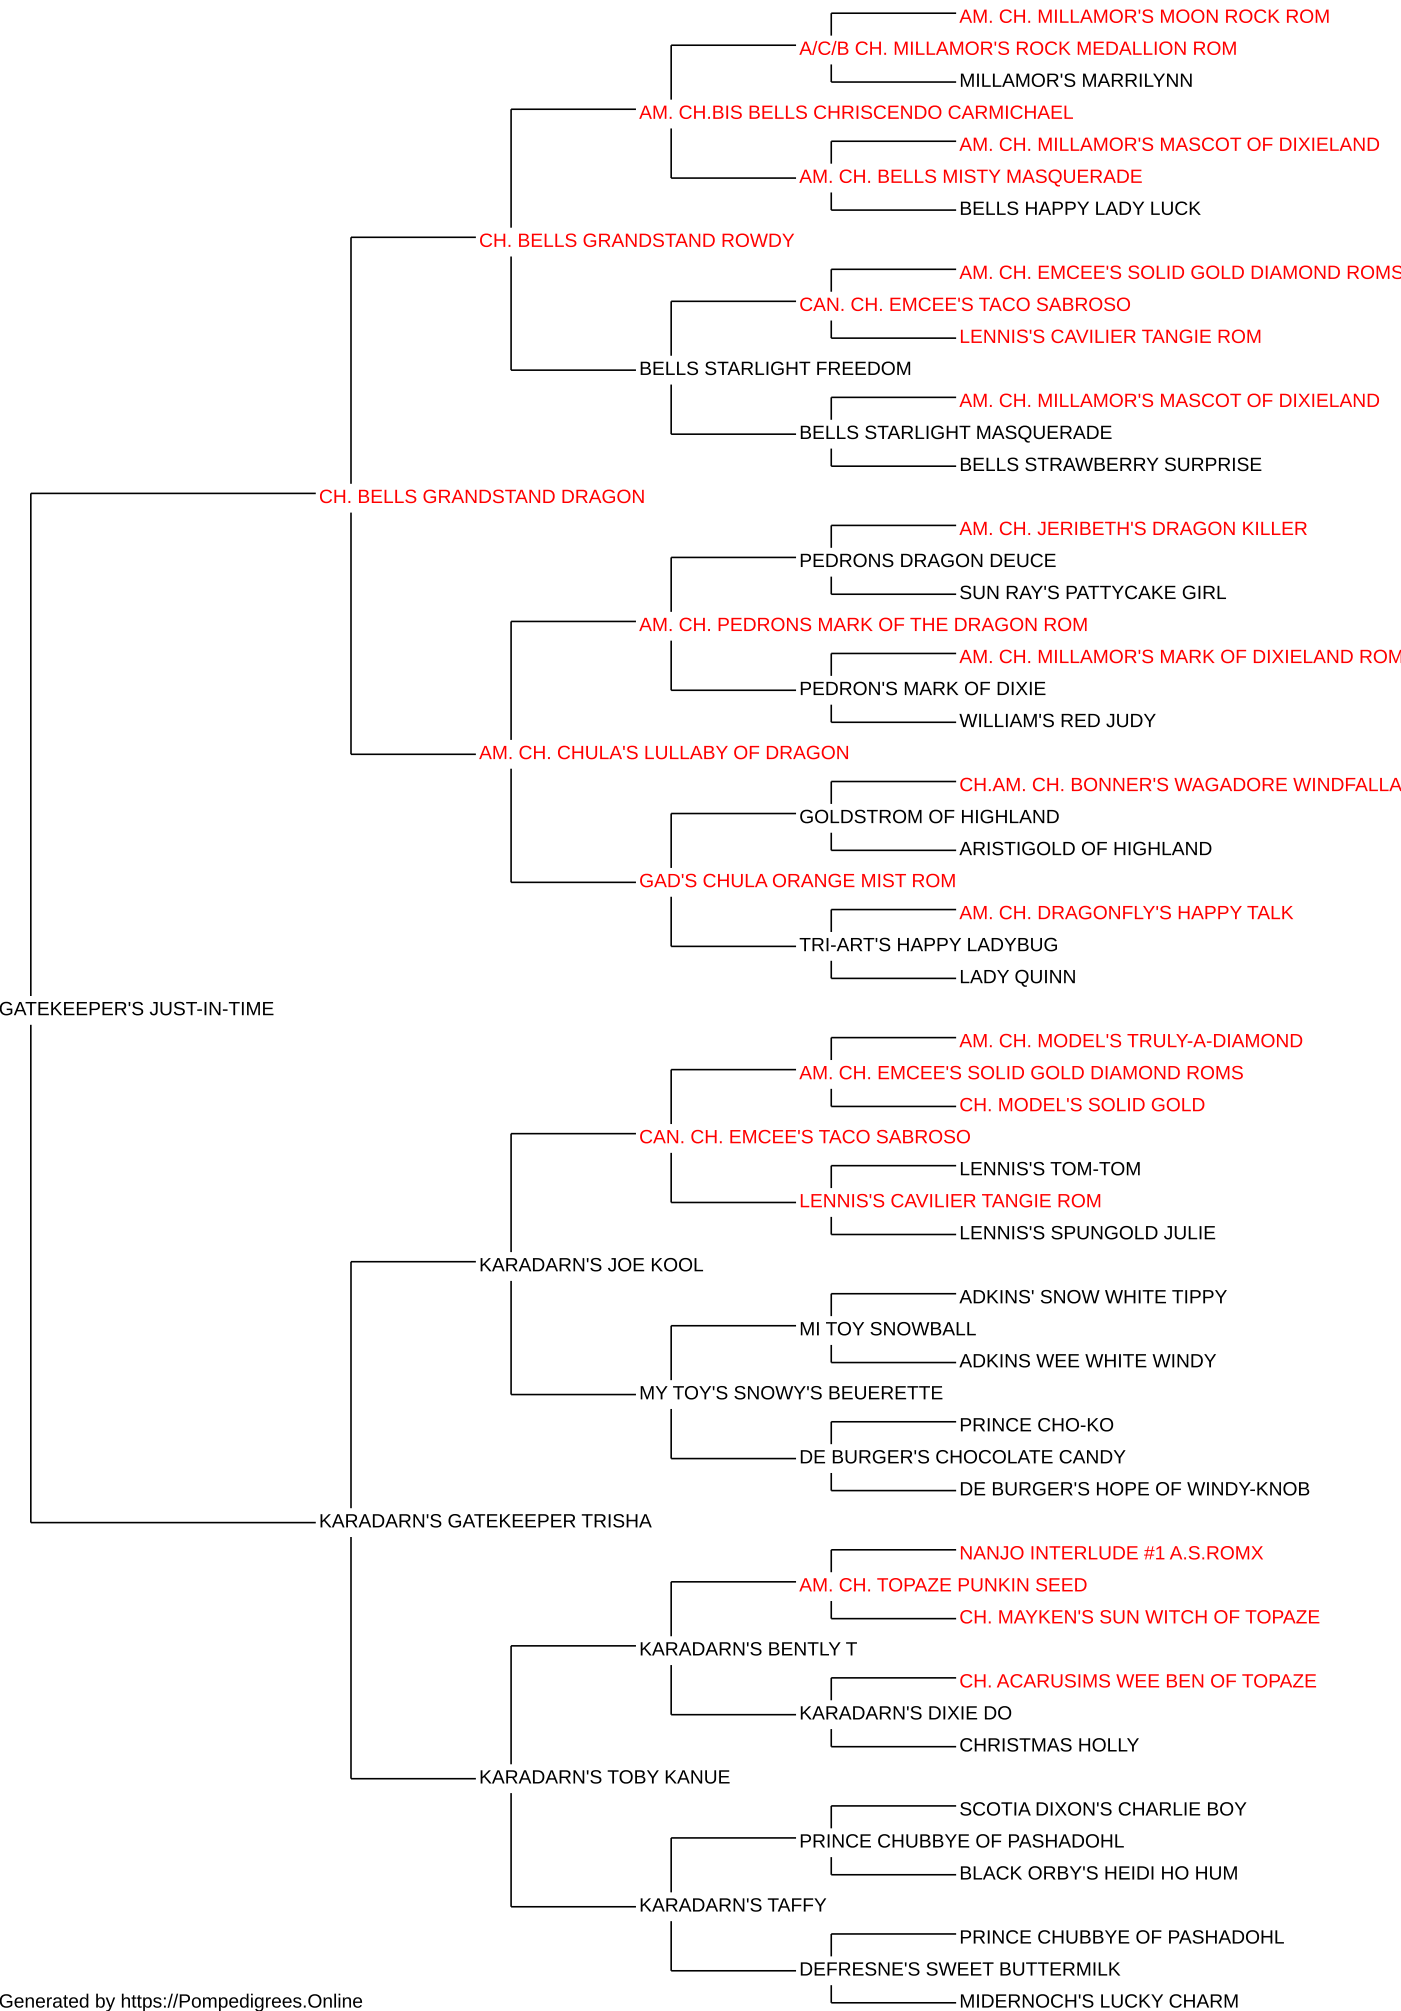 AM. CH. MILLAMOR'S MOON ROCK ROM
A/C/B CH. MILLAMOR'S ROCK MEDALLION ROM
MILLAMOR'S MARRILYNN
AM. CH.BIS BELLS CHRISCENDO CARMICHAEL
AM. CH. MILLAMOR'S MASCOT OF DIXIELAND
AM. CH. BELLS MISTY MASQUERADE
BELLS HAPPY LADY LUCK
CH. BELLS GRANDSTAND ROWDY
AM. CH. EMCEE'S SOLID GOLD DIAMOND ROMS
CAN. CH. EMCEE'S TACO SABROSO
LENNIS'S CAVILIER TANGIE ROM
BELLS STARLIGHT FREEDOM
AM. CH. MILLAMOR'S MASCOT OF DIXIELAND
BELLS STARLIGHT MASQUERADE
BELLS STRAWBERRY SURPRISE
CH. BELLS GRANDSTAND DRAGON
AM. CH. JERIBETH'S DRAGON KILLER
PEDRONS DRAGON DEUCE
SUN RAY'S PATTYCAKE GIRL
AM. CH. PEDRONS MARK OF THE DRAGON ROM
AM. CH. MILLAMOR'S MARK OF DIXIELAND ROM
PEDRON'S MARK OF DIXIE
WILLIAM'S RED JUDY
AM. CH. CHULA'S LULLABY OF DRAGON
CH.AM. CH. BONNER'S WAGADORE WINDFALLA
GOLDSTROM OF HIGHLAND
ARISTIGOLD OF HIGHLAND
GAD'S CHULA ORANGE MIST ROM
AM. CH. DRAGONFLY'S HAPPY TALK
TRI-ART'S HAPPY LADYBUG
LADY QUINN
GATEKEEPER'S JUST-IN-TIME
AM. CH. MODEL'S TRULY-A-DIAMOND
AM. CH. EMCEE'S SOLID GOLD DIAMOND ROMS
CH. MODEL'S SOLID GOLD
CAN. CH. EMCEE'S TACO SABROSO
LENNIS'S TOM-TOM
LENNIS'S CAVILIER TANGIE ROM
LENNIS'S SPUNGOLD JULIE
KARADARN'S JOE KOOL
ADKINS' SNOW WHITE TIPPY
MI TOY SNOWBALL
ADKINS WEE WHITE WINDY
MY TOY'S SNOWY'S BEUERETTE
PRINCE CHO-KO
DE BURGER'S CHOCOLATE CANDY
DE BURGER'S HOPE OF WINDY-KNOB
KARADARN'S GATEKEEPER TRISHA
NANJO INTERLUDE #1 A.S.ROMX
AM. CH. TOPAZE PUNKIN SEED
CH. MAYKEN'S SUN WITCH OF TOPAZE
KARADARN'S BENTLY T
CH. ACARUSIMS WEE BEN OF TOPAZE
KARADARN'S DIXIE DO
CHRISTMAS HOLLY
KARADARN'S TOBY KANUE
SCOTIA DIXON'S CHARLIE BOY
PRINCE CHUBBYE OF PASHADOHL
BLACK ORBY'S HEIDI HO HUM
KARADARN'S TAFFY
PRINCE CHUBBYE OF PASHADOHL
DEFRESNE'S SWEET BUTTERMILK
MIDERNOCH'S LUCKY CHARM
Generated by https://Pompedigrees.Online